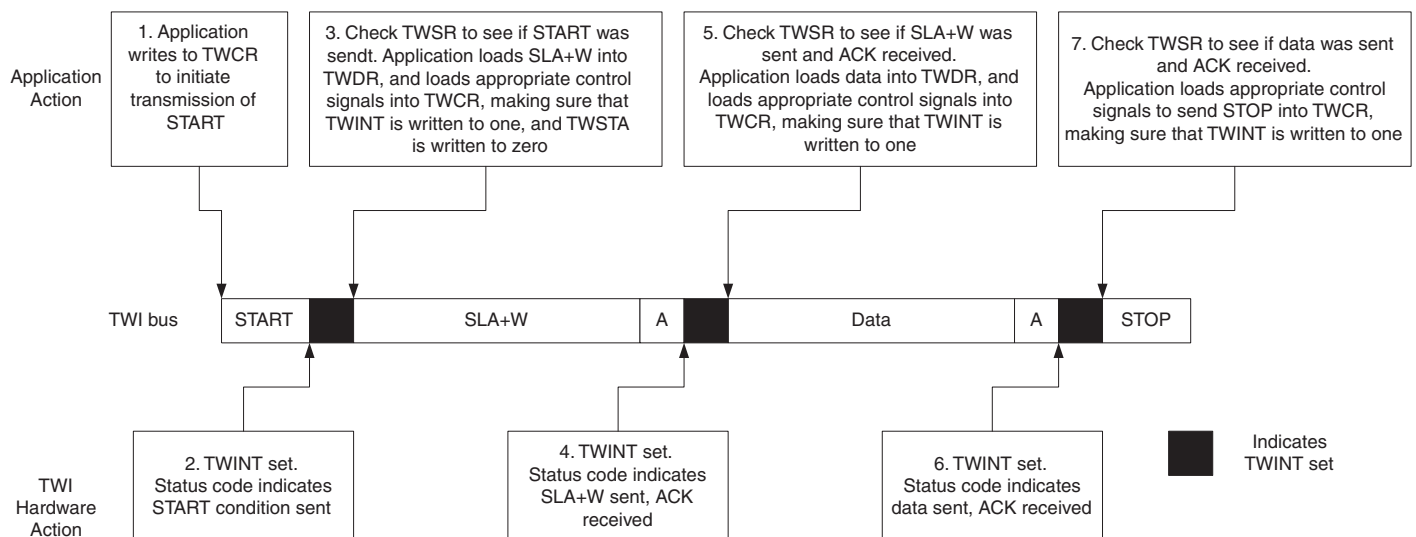 Application
Action
1. Application
writes to TWCR
to initiate
transmission of
START
3. Check TWSR to see if START was
sendt. Application loads SLA+W into
TWDR, and loads appropriate control
signals into TWCR, making sure that
TWINT is written to one, and TWSTA
is written to zero
5. Check TWSR to see if SLA+W was
sent and ACK received.
Application loads data into TWDR, and
loads appropriate control signals into
TWCR, making sure that TWINT is
written to one
7. Check TWSR to see if data was sent
and ACK received.
Application loads appropriate control
signals to send STOP into TWCR,
making sure that TWINT is written to one
TWI bus
START
SLA+W
A
Data
A
STOP
TWI
Hardware
Action
2. TWINT set.
Status code indicates
START condition sent
4. TWINT set.
Status code indicates
SLA+W sent, ACK
received
6. TWINT set.
Status code indicates
data sent, ACK received
Indicates
TWINT set